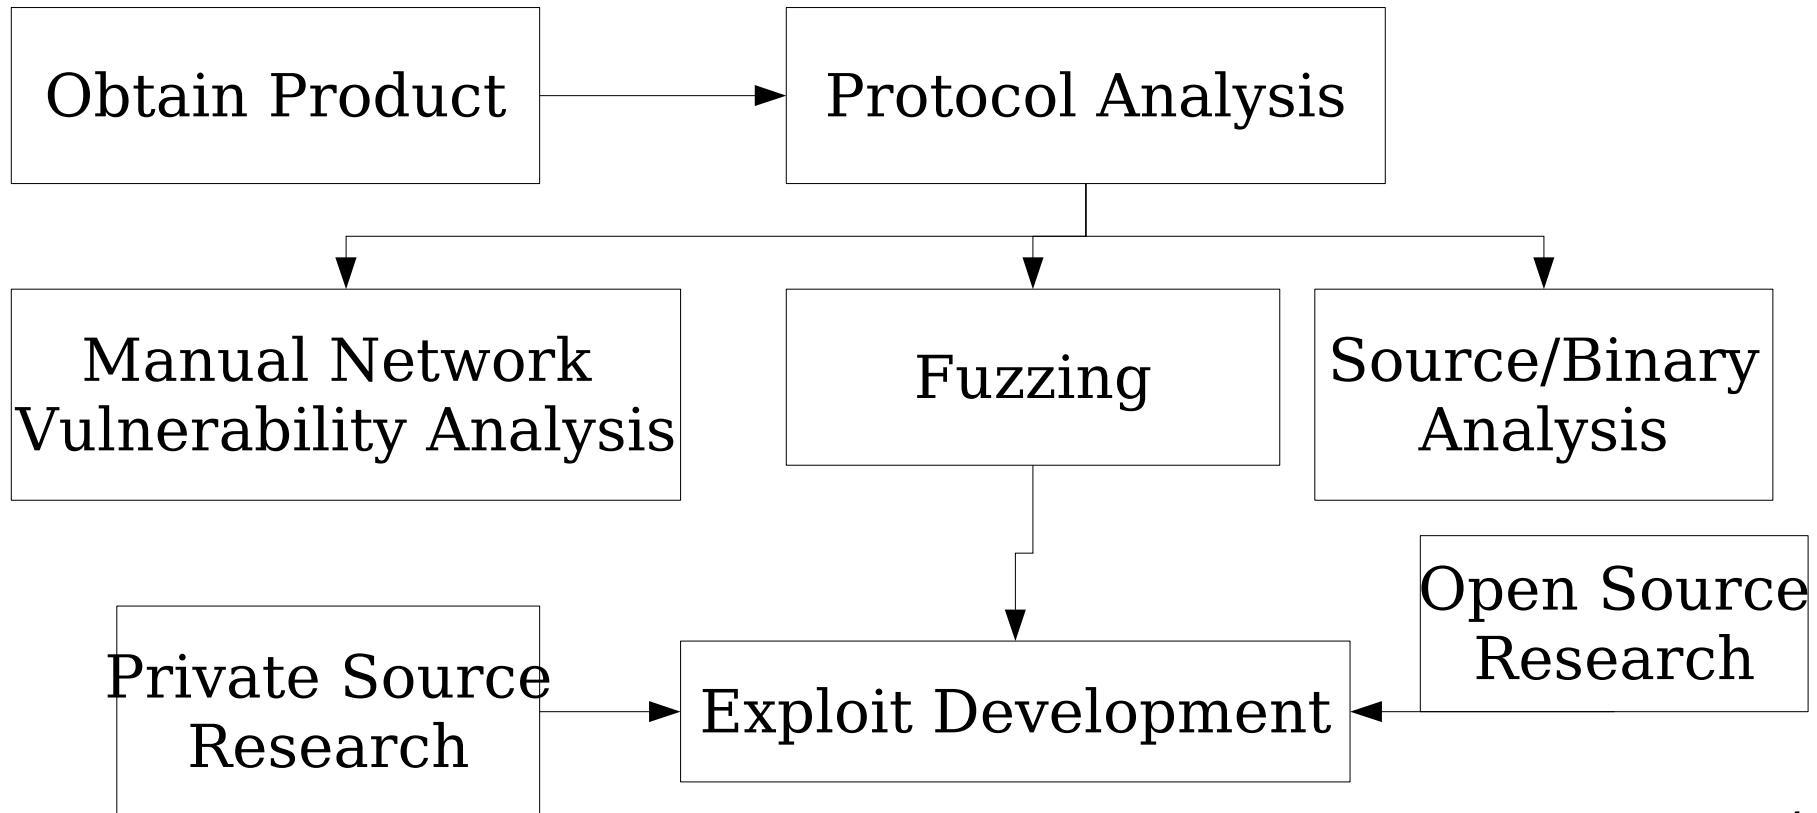 Obtain Product
Protocol Analysis
Manual Network
Vulnerability Analysis
Fuzzing
Source/Binary
Analysis
Open Source
Research
Private Source
Research
Exploit Development